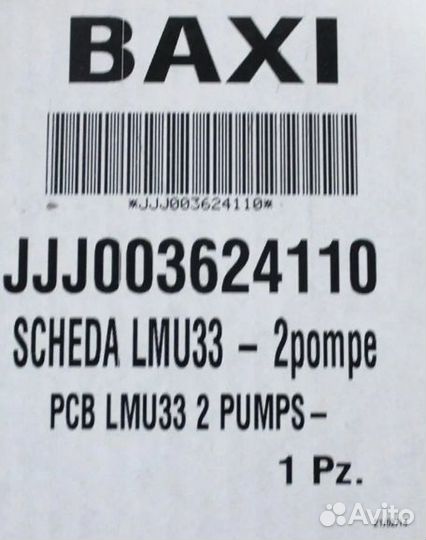 BAXI
*JJJ003624110*
JJJ003624110
SCHEDA LMU33 - 2pompe
PCB LMU33 2 PUMPS-
1 Pz.
Avito